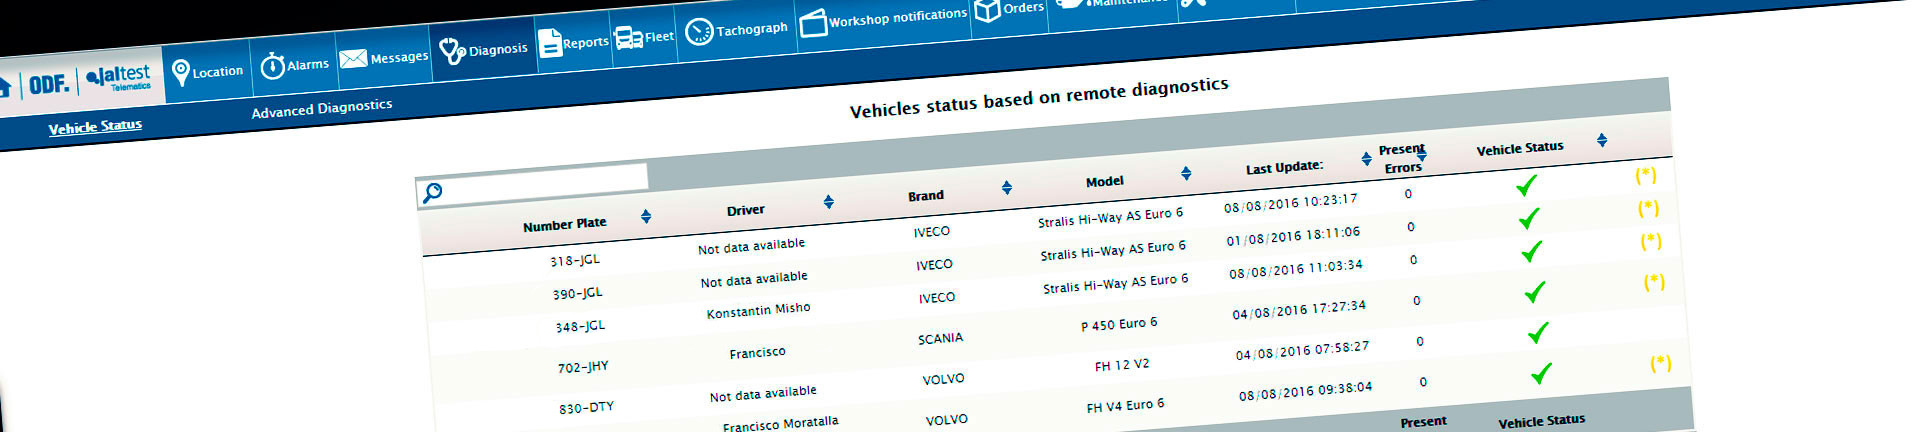 ODF. jaltest Telematics Location Alarms Messages Diagnosis Reports Fleet Tachograph Workshop notifications Orders Maintenance
Vehicle Status Advanced Diagnostics
Vehicles status based on remote diagnostics
Number Plate Driver Brand Model Last Update: Present Errors Vehicle Status
318-JGL Not data available IVECO Stralis Hi-Way AS Euro 6 08/08/2016 10:23:17 0 (*)
390-JGL Not data available IVECO Stralis Hi-Way AS Euro 6 01/08/2016 18:11:06 0 (*)
348-JGL Konstantin Misho IVECO Stralis Hi-Way AS Euro 6 08/08/2016 11:03:34 0 (*)
702-JHY Francisco SCANIA P 450 Euro 6 04/08/2016 17:27:34 0 (*)
830-DTY Not data available VOLVO FH 12 V2 04/08/2016 07:58:27 0
Francisco Moratalla VOLVO FH V4 Euro 6 08/08/2016 09:38:04 0 (*)
Present Vehicle Status